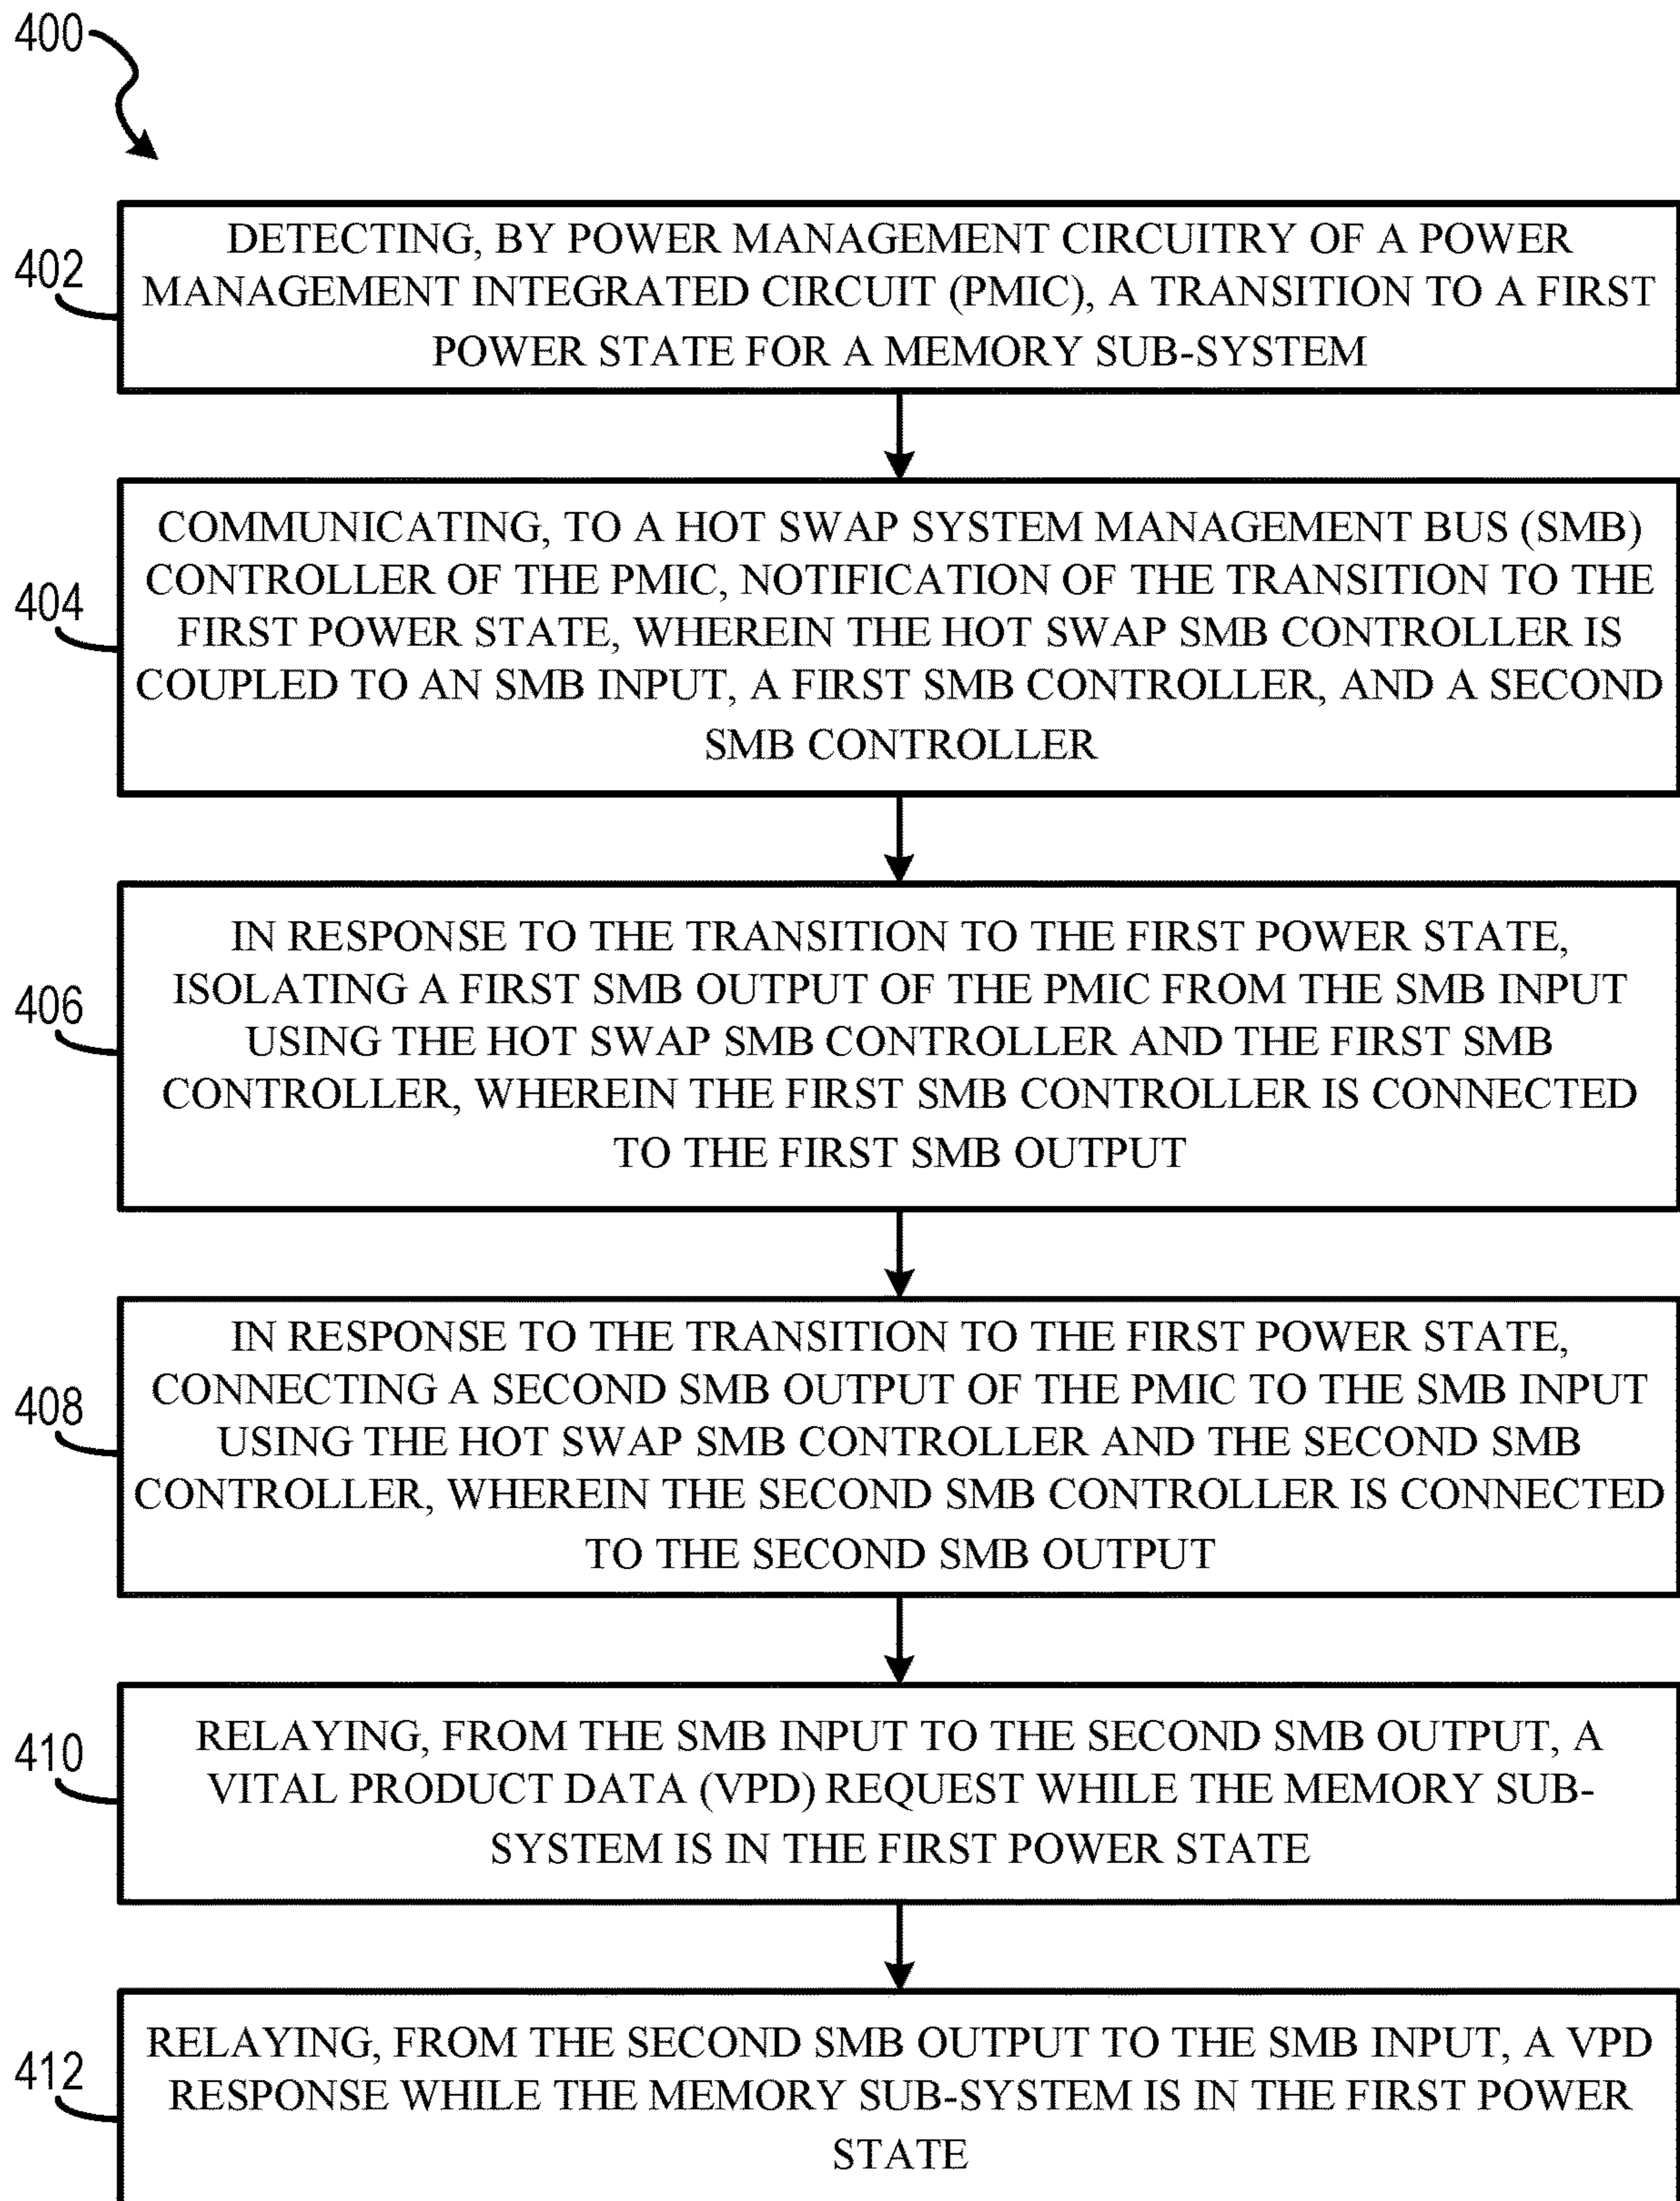 400
402
DETECTING, BY POWER MANAGEMENT CIRCUITRY OF A POWER
MANAGEMENT INTEGRATED CIRCUIT (PMIC), A TRANSITION TO A FIRST
POWER STATE FOR A MEMORY SUB-SYSTEM
404
COMMUNICATING, TO A HOT SWAP SYSTEM MANAGEMENT BUS (SMB)
CONTROLLER OF THE PMIC, NOTIFICATION OF THE TRANSITION TO THE
FIRST POWER STATE, WHEREIN THE HOT SWAP SMB CONTROLLER IS
COUPLED TO AN SMB INPUT, A FIRST SMB CONTROLLER, AND A SECOND
SMB CONTROLLER
406
IN RESPONSE TO THE TRANSITION TO THE FIRST POWER STATE,
ISOLATING A FIRST SMB OUTPUT OF THE PMIC FROM THE SMB INPUT
USING THE HOT SWAP SMB CONTROLLER AND THE FIRST SMB
CONTROLLER, WHEREIN THE FIRST SMB CONTROLLER IS CONNECTED
TO THE FIRST SMB OUTPUT
408
IN RESPONSE TO THE TRANSITION TO THE FIRST POWER STATE,
CONNECTING A SECOND SMB OUTPUT OF THE PMIC TO THE SMB INPUT
USING THE HOT SWAP SMB CONTROLLER AND THE SECOND SMB
CONTROLLER, WHEREIN THE SECOND SMB CONTROLLER IS CONNECTED
TO THE SECOND SMB OUTPUT
410
RELAYING, FROM THE SMB INPUT TO THE SECOND SMB OUTPUT, A
VITAL PRODUCT DATA (VPD) REQUEST WHILE THE MEMORY SUB-
SYSTEM IS IN THE FIRST POWER STATE
412
RELAYING, FROM THE SECOND SMB OUTPUT TO THE SMB INPUT, A VPD
RESPONSE WHILE THE MEMORY SUB-SYSTEM IS IN THE FIRST POWER
STATE